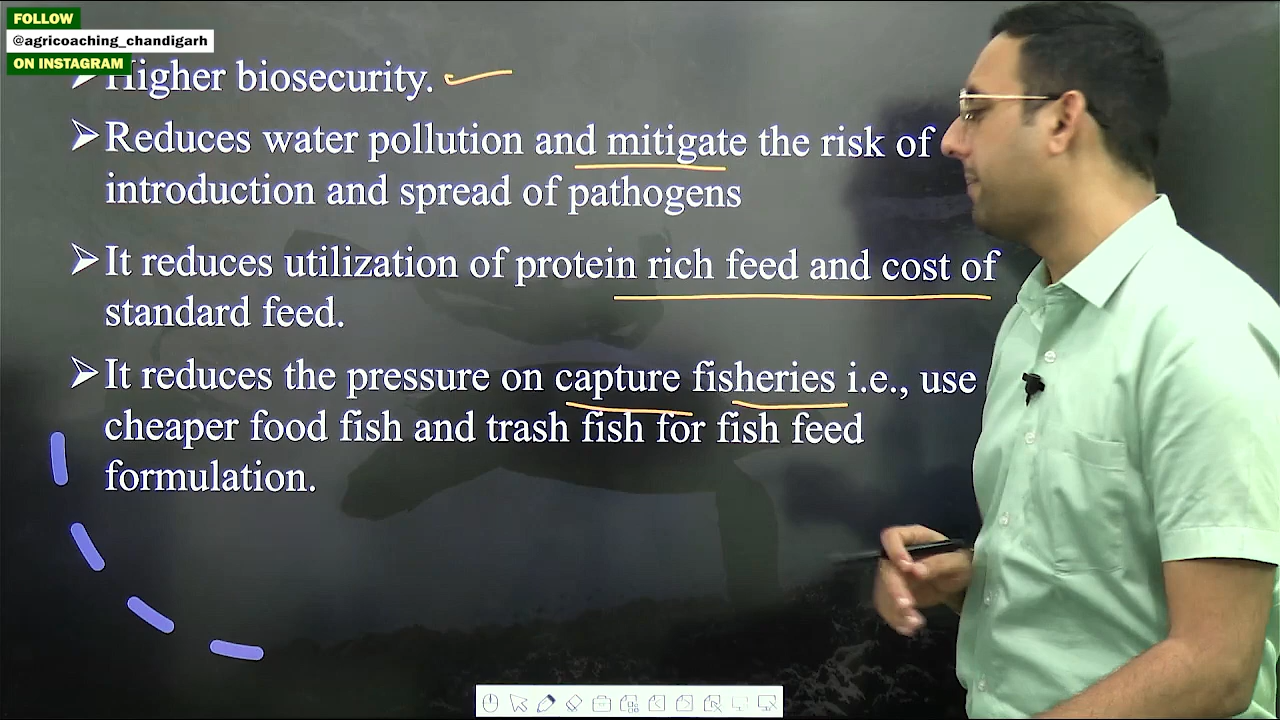 FOLLOW
@agricoaching_chandigarh
ON INSTAGRAM
Higher biosecurity.
Reduces water pollution and mitigate the risk of
introduction and spread of pathogens
It reduces utilization of protein rich feed and cost of
standard feed.
It reduces the pressure on capture fisheries i.e., use
cheaper food fish and trash fish for fish feed
formulation.